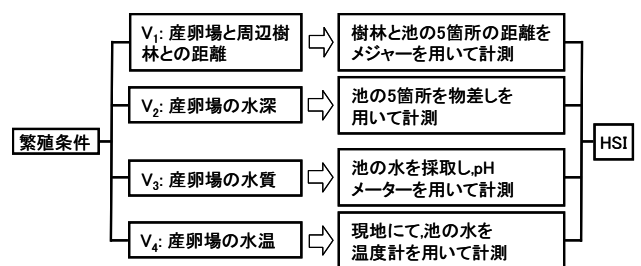 V1: 産卵場と周辺樹
林との距離
樹林と池の5箇所の距離を
メジャーを用いて計測
V2: 産卵場の水深
池の5箇所を物差しを
用いて計測
繁殖条件
HSI
V3: 産卵場の水質
池の水を採取し,pH
メーターを用いて計測
V4: 産卵場の水温
現地にて,池の水を
温度計を用いて計測